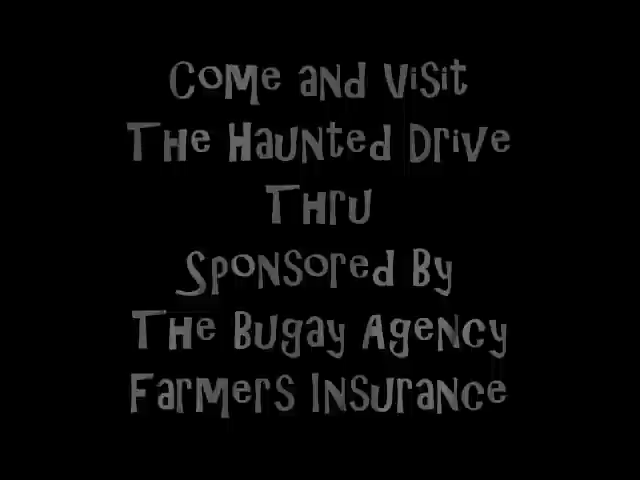 Come and Visit
The Haunted Drive
Thru
Sponsored By
The Bugay Agency
Farmers Insurance